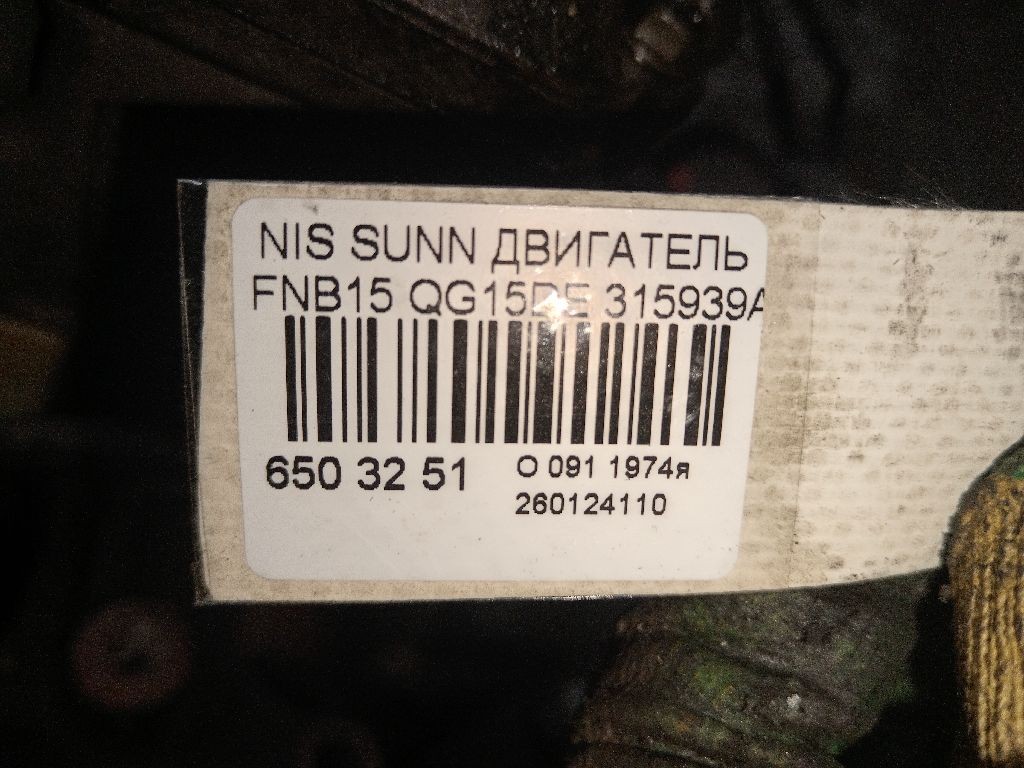 NIS SUNN ДВИГАТЕЛЬ
FNB15 QG15DE 315939A
650 32 51
О 091 1974я
260124110